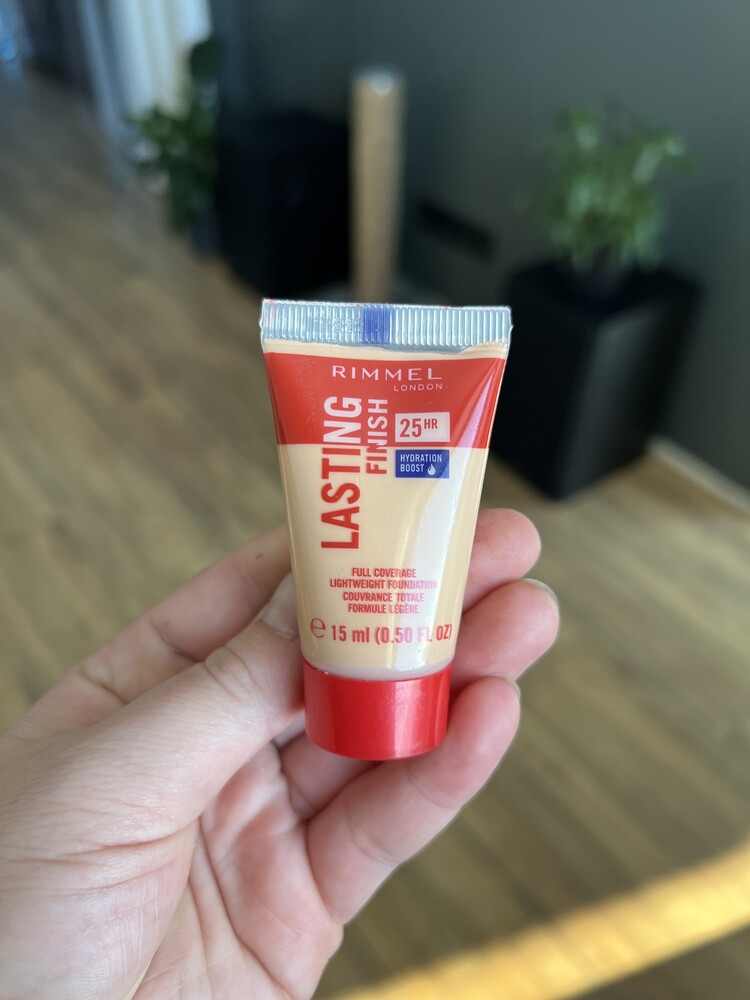 RIMMEL
LONDON
LASTING
FINISH
25HR
HYDRATION
BOOST
FULL COVERAGE
LIGHTWEIGHT FOUNDATION
COUVRANCE TOTALE
FORMULE LÉGÈRE
℮ 15 ml (0.50 FL OZ)